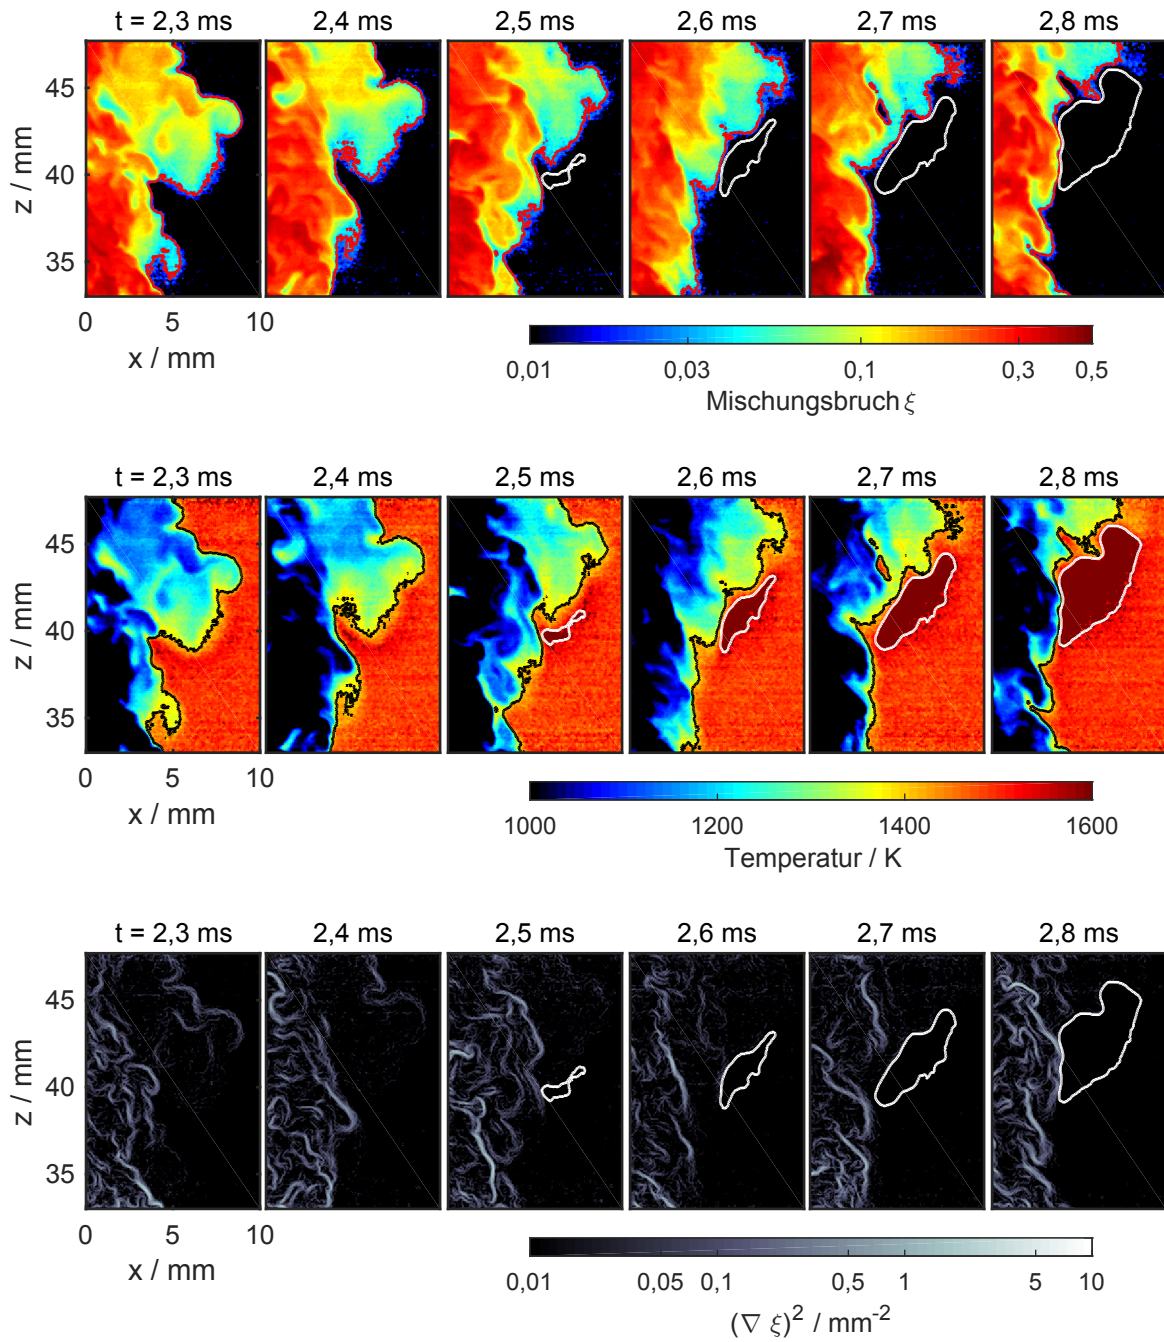 t = 2,3 ms 2,4 ms 2,5 ms 2,6 ms 2,7 ms 2,8 ms
45
40
35
z / mm
0 5 10
x / mm
0,01 0,03 0,1 0,3 0,5
Mischungsbruch ξ
t = 2,3 ms 2,4 ms 2,5 ms 2,6 ms 2,7 ms 2,8 ms
45
40
35
z / mm
0 5 10
x / mm
1000 1200 1400 1600
Temperatur / K
t = 2,3 ms 2,4 ms 2,5 ms 2,6 ms 2,7 ms 2,8 ms
45
40
35
z / mm
0 5 10
x / mm
0,01 0,05 0,1 0,5 1 5 10
(∇ ξ)² / mm⁻²